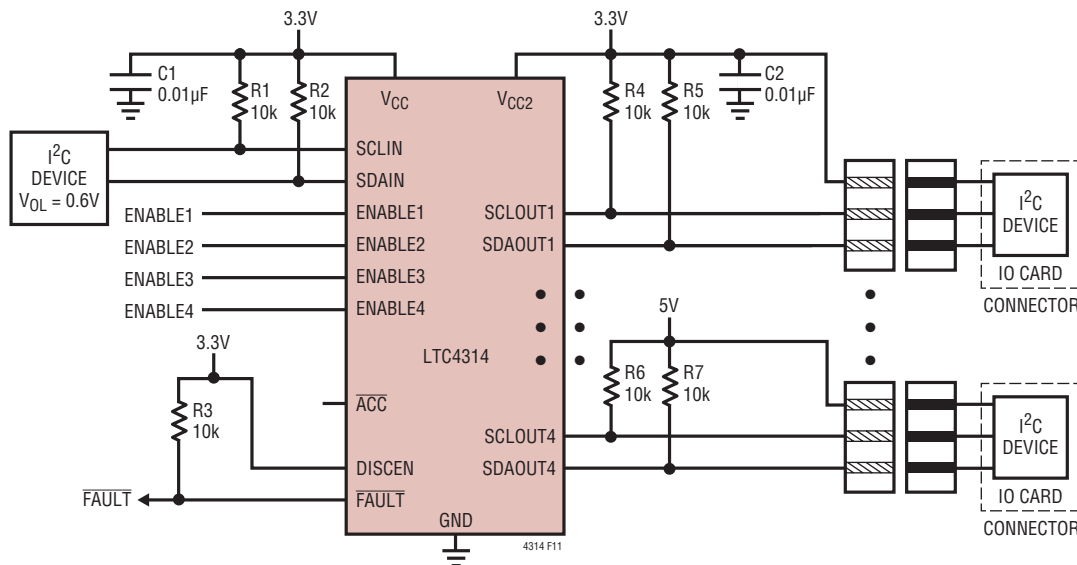 3.3V
C1
0.01µF
R1
10k
R2
10k
VCC
VCC2
3.3V
R4
10k
R5
10k
C2
0.01µF
I2C
DEVICE
VOL = 0.6V
SCLIN
SDAIN
ENABLE1
ENABLE2
ENABLE3
ENABLE4
ENABLE1
ENABLE2
ENABLE3
ENABLE4
SCLOUT1
SDAOUT1
I2C
DEVICE
IO CARD
CONNECTOR
3.3V
R3
10k
LTC4314
ACC
DISCEN
FAULT
FAULT
GND
5V
R6
10k
R7
10k
SCLOUT4
SDAOUT4
I2C
DEVICE
IO CARD
CONNECTOR
4314 F11